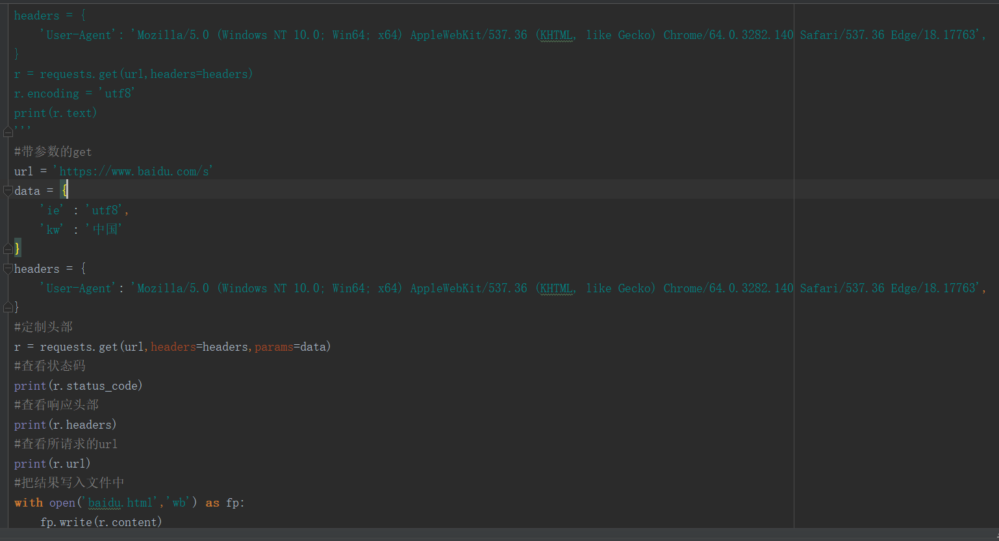 headers = {
    'User-Agent': 'Mozilla/5.0 (Windows NT 10.0; Win64; x64) AppleWebKit/537.36 (KHTML, like Gecko) Chrome/64.0.3282.140 Safari/537.36 Edge/18.17763',
}
r = requests.get(url,headers=headers)
r.encoding = 'utf8'
print(r.text)
'''
#带参数的get
url = 'https://www.baidu.com/s'
data = {
    'ie' : 'utf8',
    'kw' : '中国'
}
headers = {
    'User-Agent': 'Mozilla/5.0 (Windows NT 10.0; Win64; x64) AppleWebKit/537.36 (KHTML, like Gecko) Chrome/64.0.3282.140 Safari/537.36 Edge/18.17763',
}
#定制头部
r = requests.get(url,headers=headers,params=data)
#查看状态码
print(r.status_code)
#查看响应头部
print(r.headers)
#查看所请求的url
print(r.url)
#把结果写入文件中
with open('baidu.html','wb') as fp:
    fp.write(r.content)